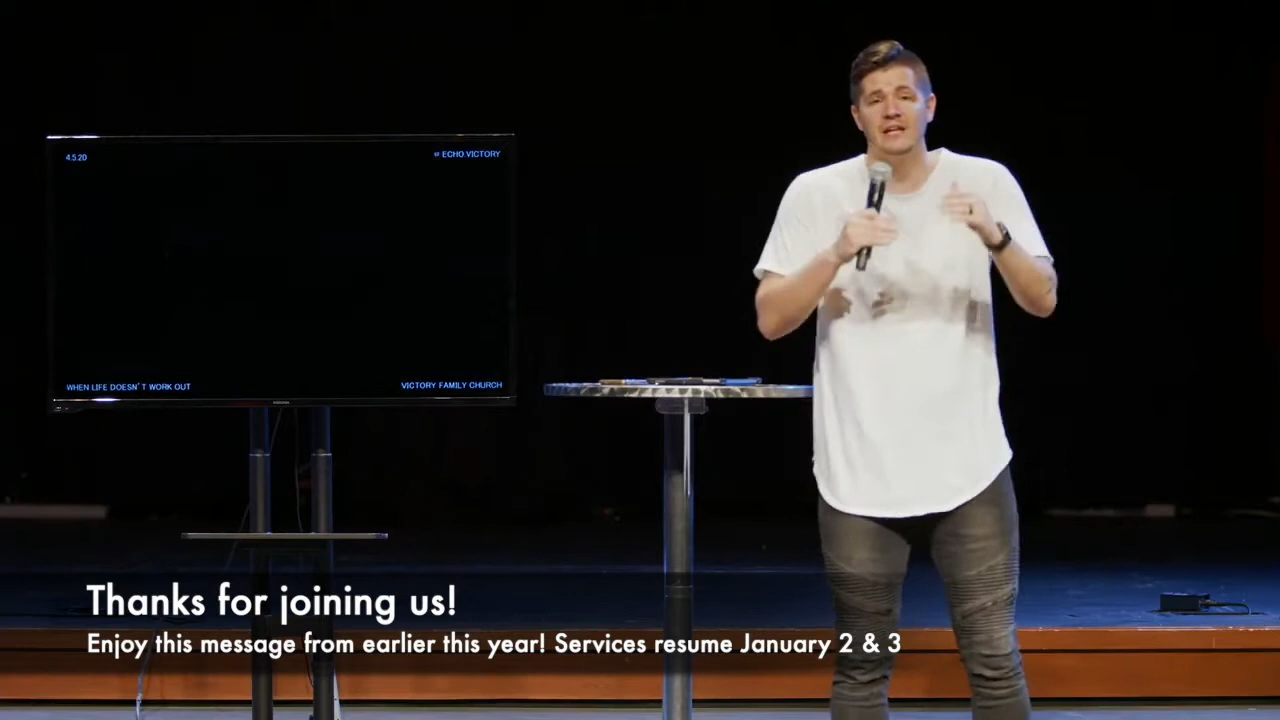 4.5.20
@ ECHO.VICTORY
WHEN LIFE DOESN'T WORK OUT
VICTORY FAMILY CHURCH
Thanks for joining us!
Enjoy this message from earlier this year! Services resume January 2 & 3